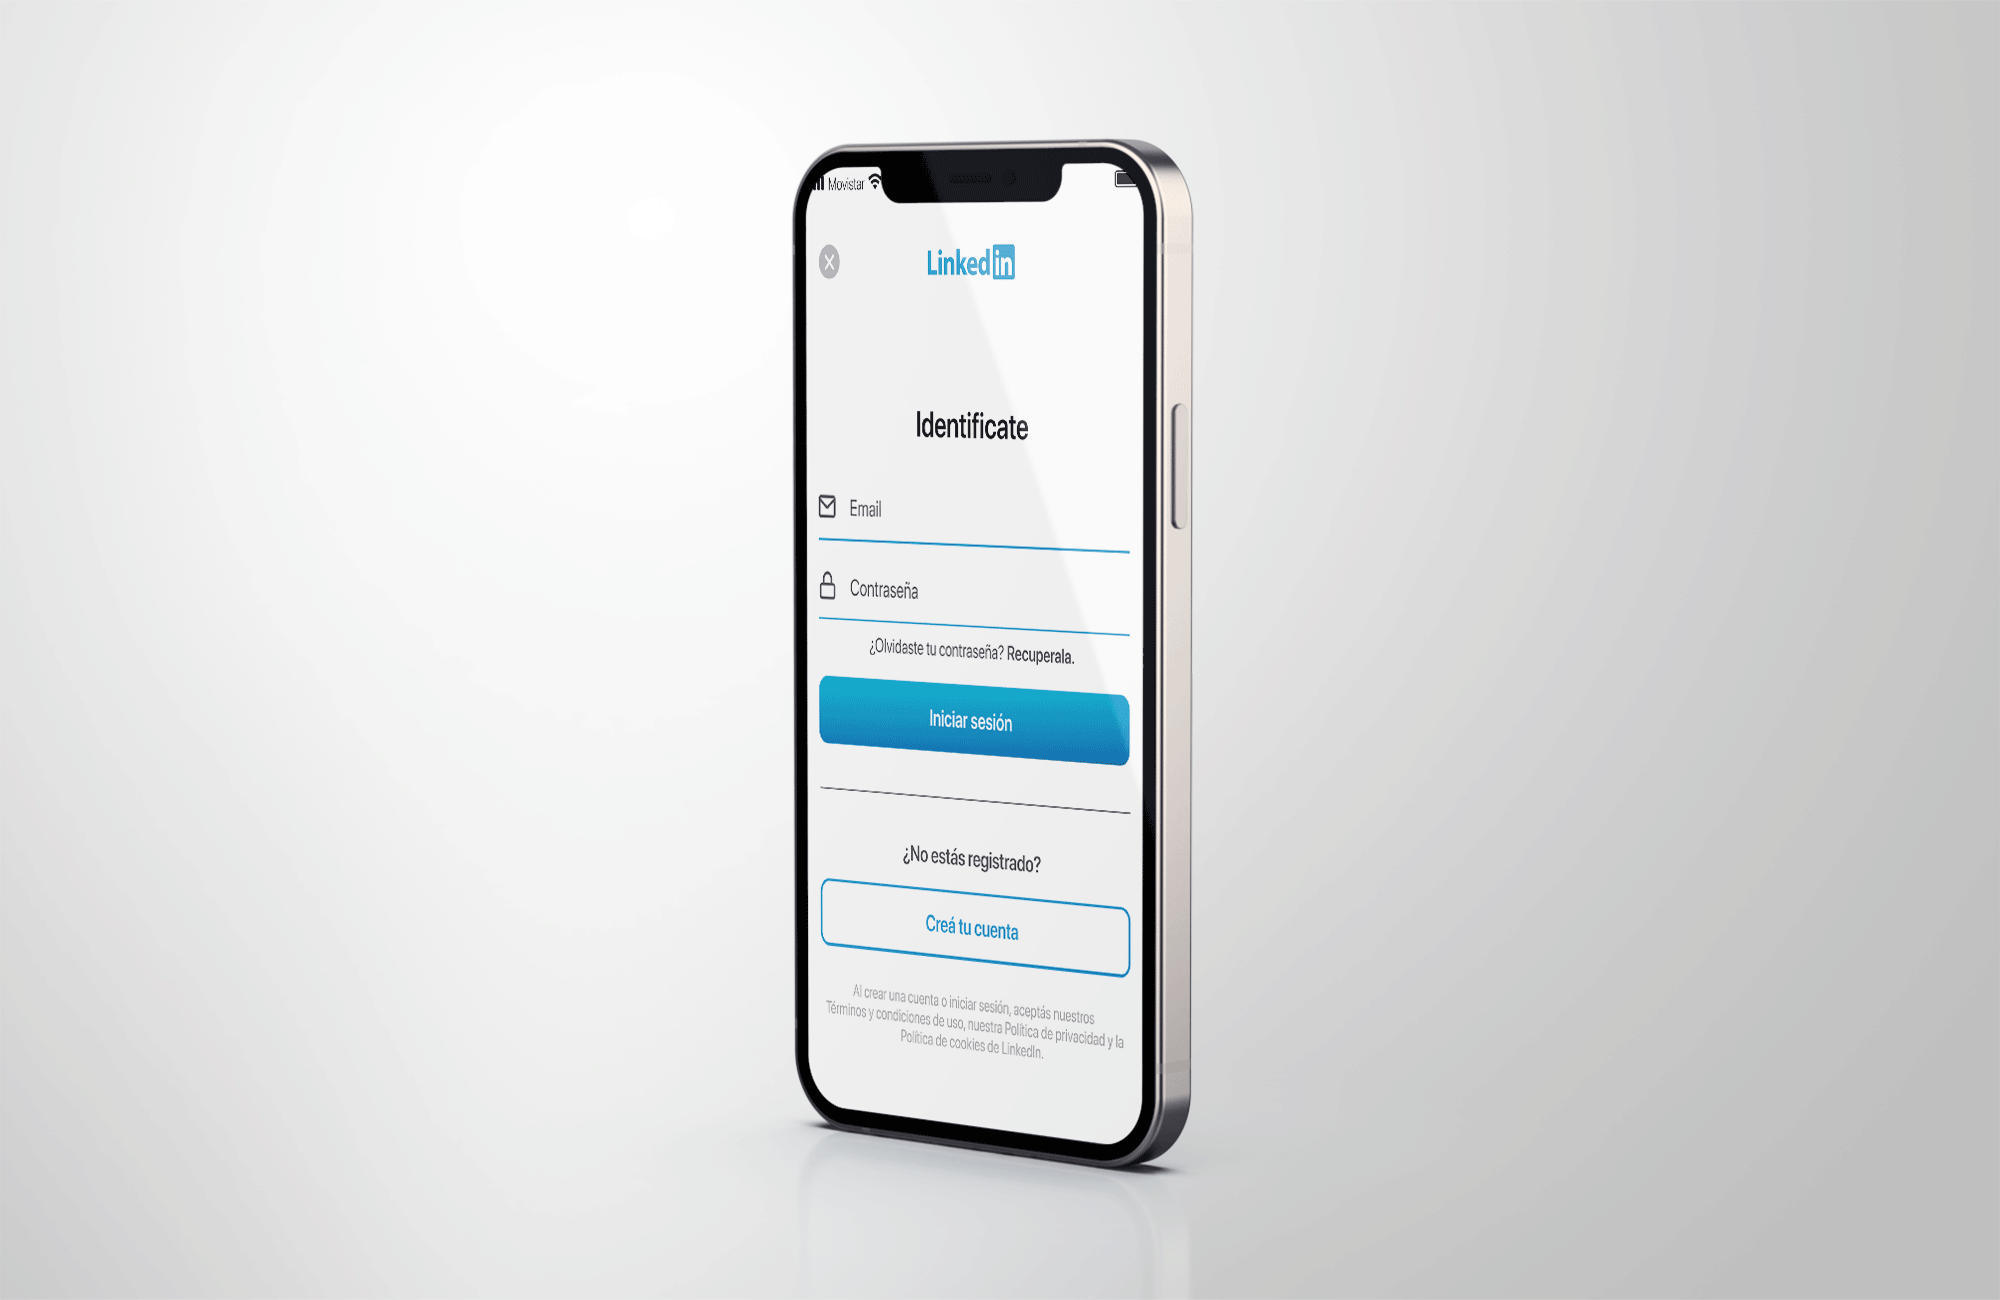 Movistar
Linked in
Identificate
Email
Contraseña
¿Olvidaste tu contraseña? Recuperala.
Iniciar sesión
¿No estás registrado?
Creá tu cuenta
Al crear una cuenta o iniciar sesión, aceptás nuestros
Términos y condiciones de uso, nuestra Política de privacidad y la
Política de cookies de LinkedIn.